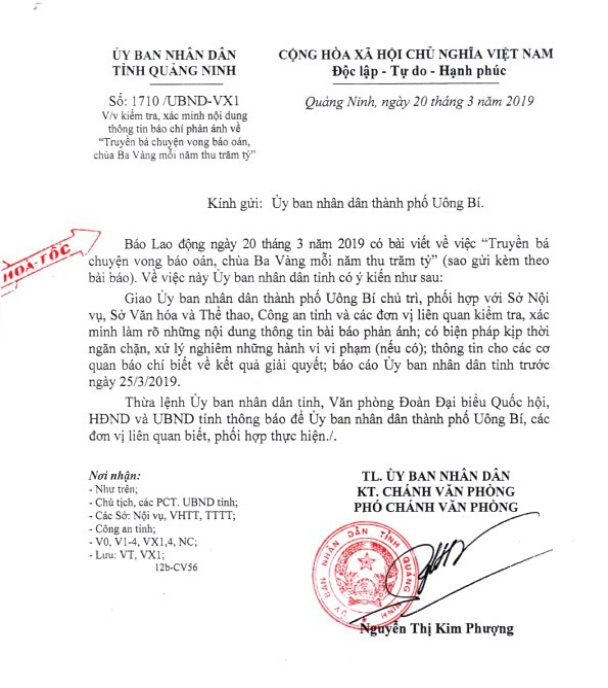 ỦY BAN NHÂN DÂN
TỈNH QUẢNG NINH
CỘNG HÒA XÃ HỘI CHỦ NGHĨA VIỆT NAM
Độc lập - Tự do - Hạnh phúc
Số: 1710 /UBND-VX1
V/v kiểm tra, xác minh nội dung
thông tin báo chí phản ánh về
“Truyền bá chuyện vong báo oán,
chùa Ba Vàng mỗi năm thu trăm tỷ”
Quảng Ninh, ngày 20 tháng 3 năm 2019
Kính gửi: Ủy ban nhân dân thành phố Uông Bí.
HỎA-TỐC
Báo Lao động ngày 20 tháng 3 năm 2019 có bài viết về việc “Truyền bá
chuyện vong báo oán, chùa Ba Vàng mỗi năm thu trăm tỷ” (sao gửi kèm theo
bài báo). Về việc này Ủy ban nhân dân tỉnh có ý kiến như sau:
Giao Ủy ban nhân dân thành phố Uông Bí chủ trì, phối hợp với Sở Nội
vụ, Sở Văn hóa và Thể thao, Công an tỉnh và các đơn vị liên quan kiểm tra, xác
minh làm rõ những nội dung thông tin bài báo phản ánh; có biện pháp kịp thời
ngăn chặn, xử lý nghiêm những hành vi vi phạm (nếu có); thông tin cho các cơ
quan báo chí biết về kết quả giải quyết; báo cáo Ủy ban nhân dân tỉnh trước
ngày 25/3/2019.
Thừa lệnh Ủy ban nhân dân tỉnh, Văn phòng Đoàn Đại biểu Quốc hội,
HĐND và UBND tỉnh thông báo để Ủy ban nhân dân thành phố Uông Bí, các
đơn vị liên quan biết, phối hợp thực hiện./.
Nơi nhận:
- Như trên;
- Chủ tịch, các PCT. UBND tỉnh;
- Các Sở: Nội vụ, VHTT, TTTT;
- Công an tỉnh;
- V0, V1-4, VX1,4, NC;
- Lưu: VT, VX1;
12b-CV56
TL. ỦY BAN NHÂN DÂN
KT. CHÁNH VĂN PHÒNG
PHÓ CHÁNH VĂN PHÒNG
ỦY BAN NHÂN DÂN TỈNH QUẢNG NINH
Nguyễn Thị Kim Phượng